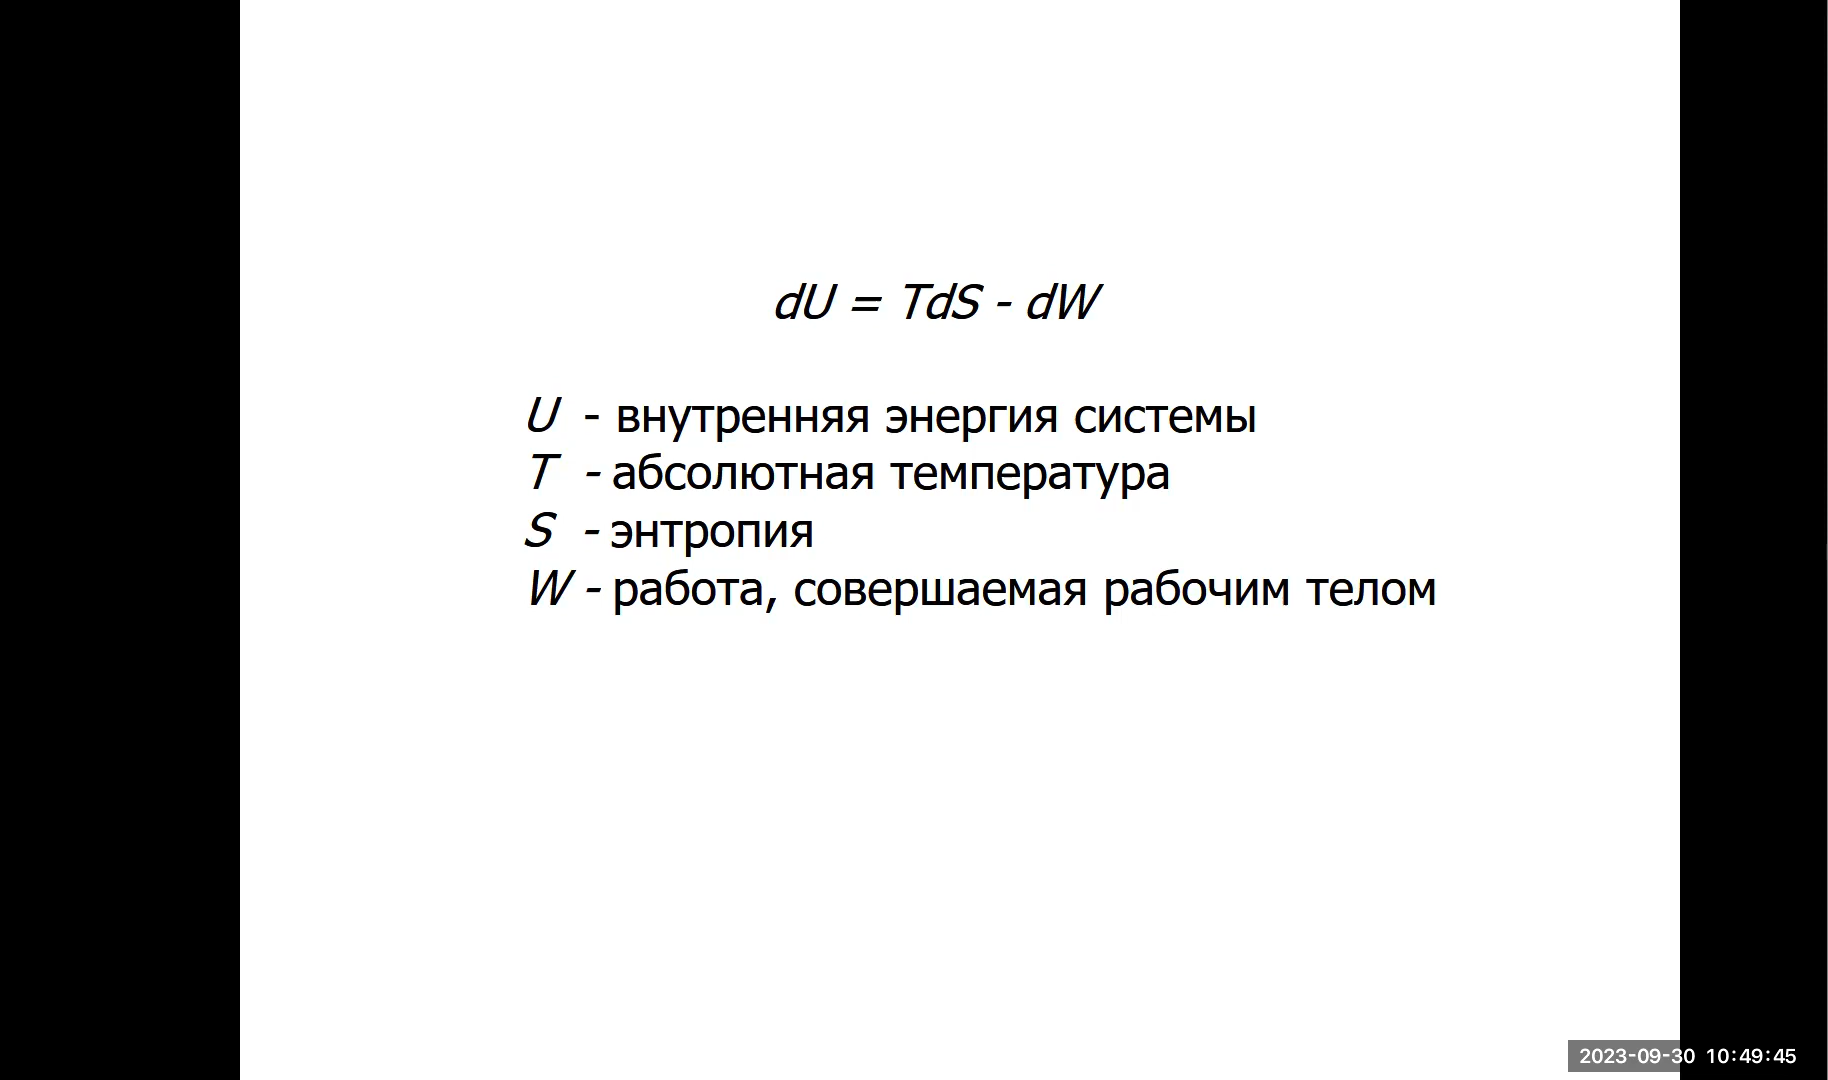 dU = TdS - dW
U - внутренняя энергия системы
T - абсолютная температура
S - энтропия
W - работа, совершаемая рабочим телом
2023-09-30 10:49:45